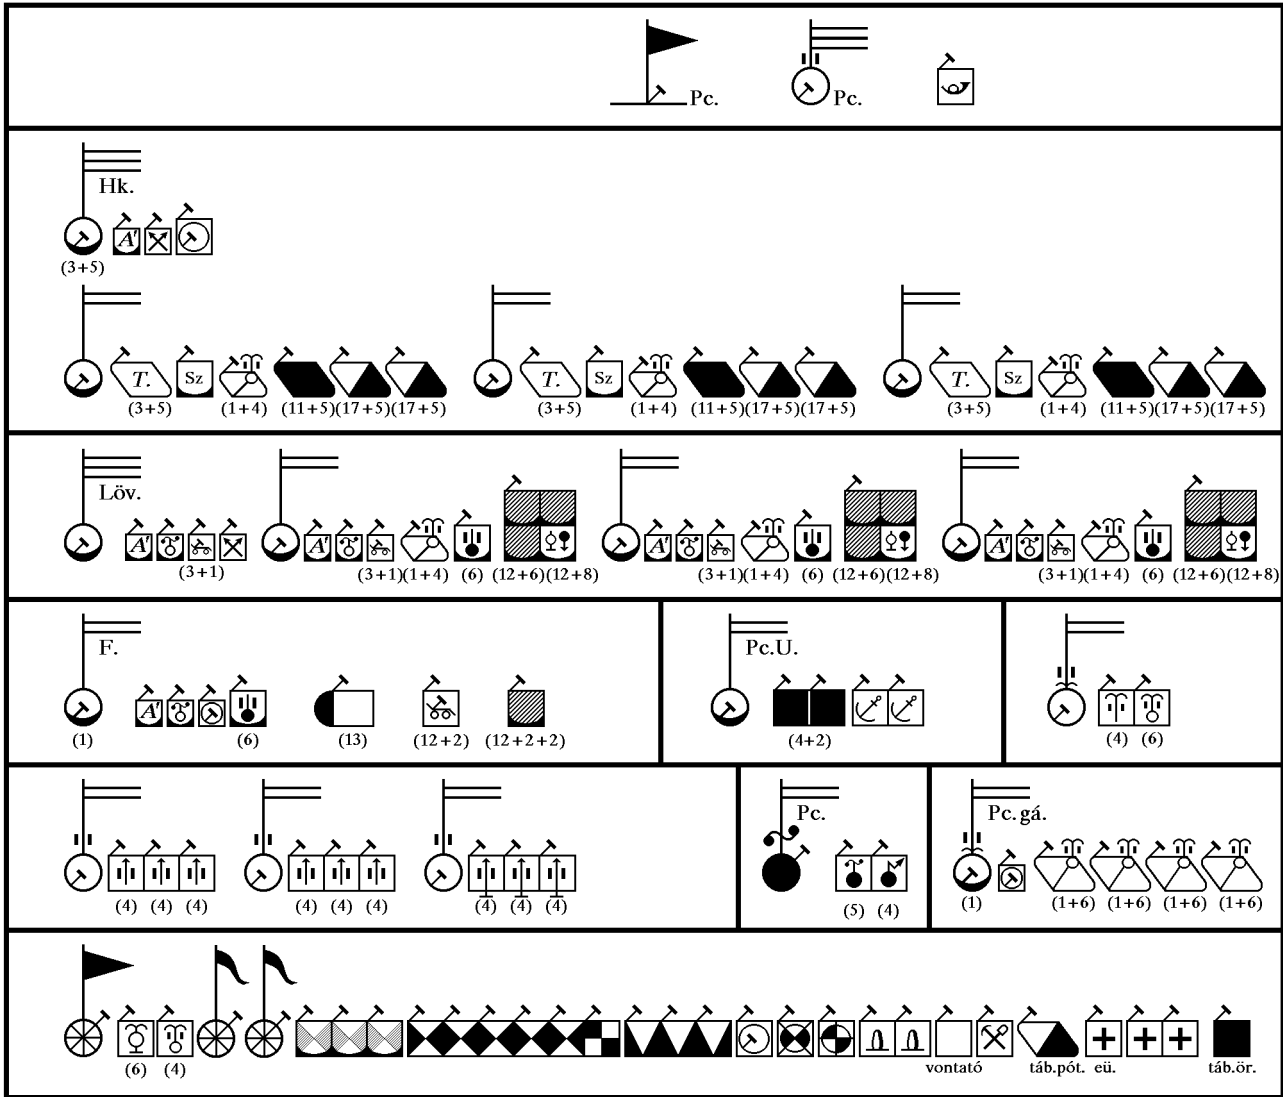 Pc. Pc.
Hk.
A'
(3+5)
T. Sz T. Sz T. Sz
(3+5) (1+4) (11+5)(17+5)(17+5) (3+5) (1+4) (11+5)(17+5)(17+5) (3+5) (1+4) (11+5)(17+5)(17+5)
Löv.
A' A' A' A'
(3+1) (3+1)(1+4) (6) (12+6)(12+8) (3+1)(1+4) (6) (12+6)(12+8) (3+1)(1+4) (6) (12+6)(12+8)
F. Pc.U.
A'
(1) (6) (13) (12+2) (12+2+2) (4+2) (4) (6)
Pc. Pc.gá.
(4) (4) (4) (4) (4) (4) (4) (4) (4) (5) (4) (1) (1+6) (1+6) (1+6) (1+6)
(6) (4) vontató táb.pót. eü. táb.ör.